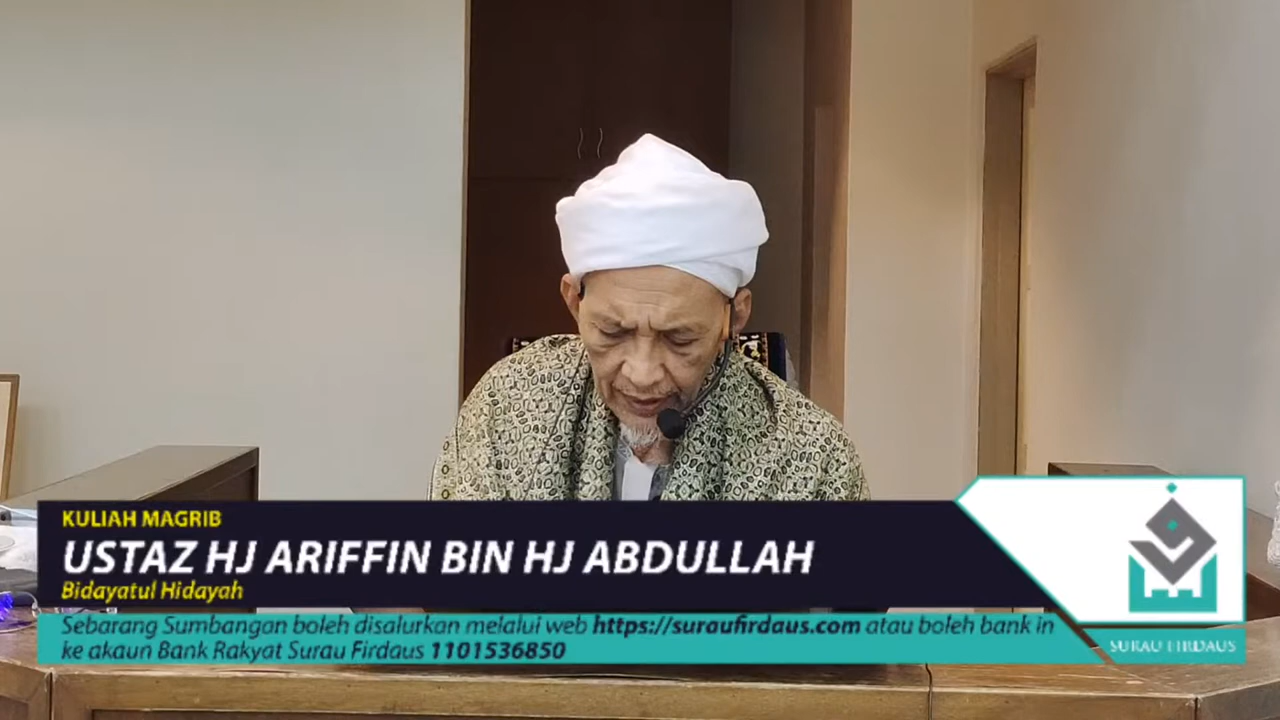 KULIAH MAGRIB
USTAZ HJ ARIFFIN BIN HJ ABDULLAH
Bidayatul Hidayah
Sebarang Sumbangan boleh disalurkan melalui web https://suraufirdaus.com atau boleh bank in
ke akaun Bank Rakyat Surau Firdaus 1101536850
SURAU FIRDAUS